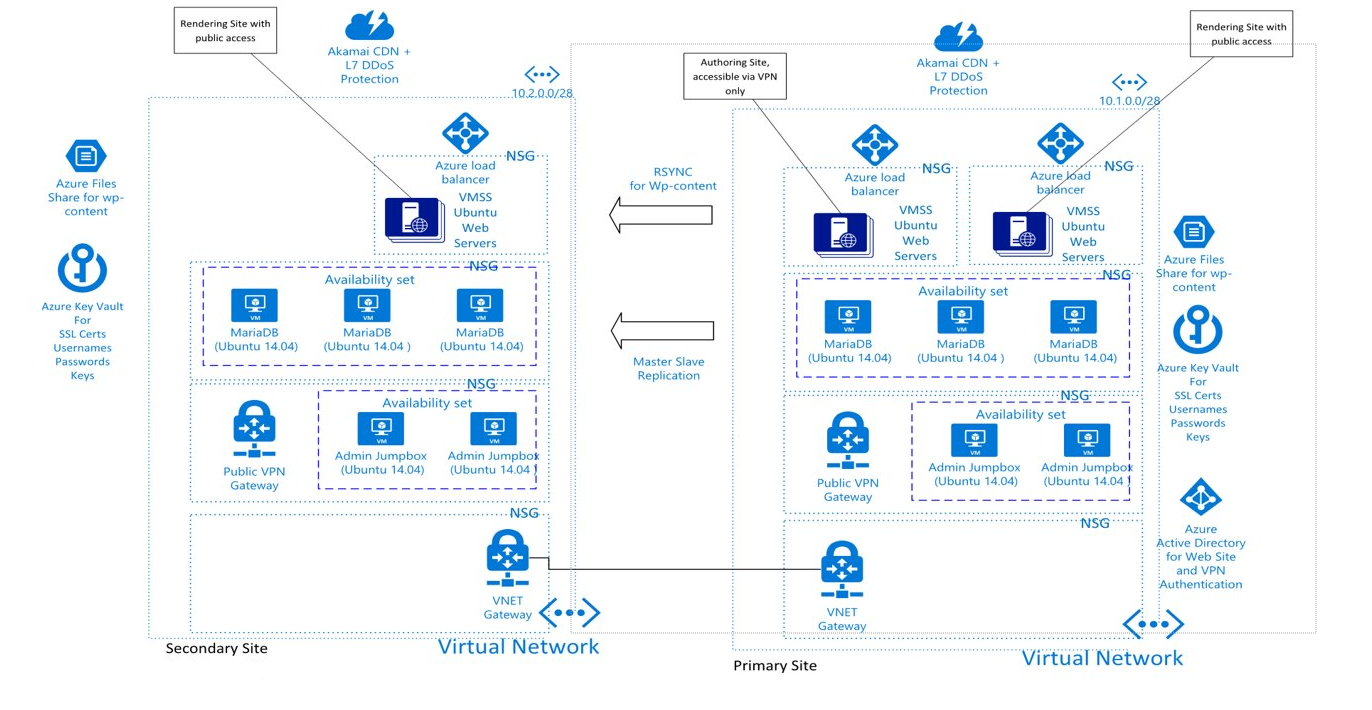 Rendering Site with
public access
Akamai CDN +
L7 DDoS
Protection
10.2.0.0/28
Azure Files
Share for wp-
content
Azure Key Vault
For
SSL Certs
Usernames
Passwords
Keys
NSG
Azure load
balancer
VMSS
Ubuntu
Web
Servers
NSG
Availability set
VM
MariaDB
(Ubuntu 14.04)
VM
MariaDB
(Ubuntu 14.04 )
VM
MariaDB
(Ubuntu 14.04)
NSG
Availability set
Public VPN
Gateway
VM
Admin Jumpbox
(Ubuntu 14.04)
VM
Admin Jumpbox
(Ubuntu 14.04 )
NSG
VNET
Gateway
Secondary Site
Virtual Network
RSYNC
for Wp-content
Master Slave
Replication
Authoring Site,
accessible via VPN
only
Akamai CDN +
L7 DDoS
Protection
Rendering Site with
public access
10.1.0.0/28
NSG
Azure load
balancer
VMSS
Ubuntu
Web
Servers
NSG
Azure load
balancer
VMSS
Ubuntu
Web
Servers
NSG
Availability set
VM
MariaDB
(Ubuntu 14.04)
VM
MariaDB
(Ubuntu 14.04 )
VM
MariaDB
(Ubuntu 14.04)
NSG
Availability set
Public VPN
Gateway
VM
Admin Jumpbox
(Ubuntu 14.04)
VM
Admin Jumpbox
(Ubuntu 14.04 )
NSG
VNET
Gateway
Primary Site
Virtual Network
Azure Files
Share for wp-
content
Azure Key Vault
For
SSL Certs
Usernames
Passwords
Keys
Azure
Active Directory
for Web Site
and VPN
Authentication